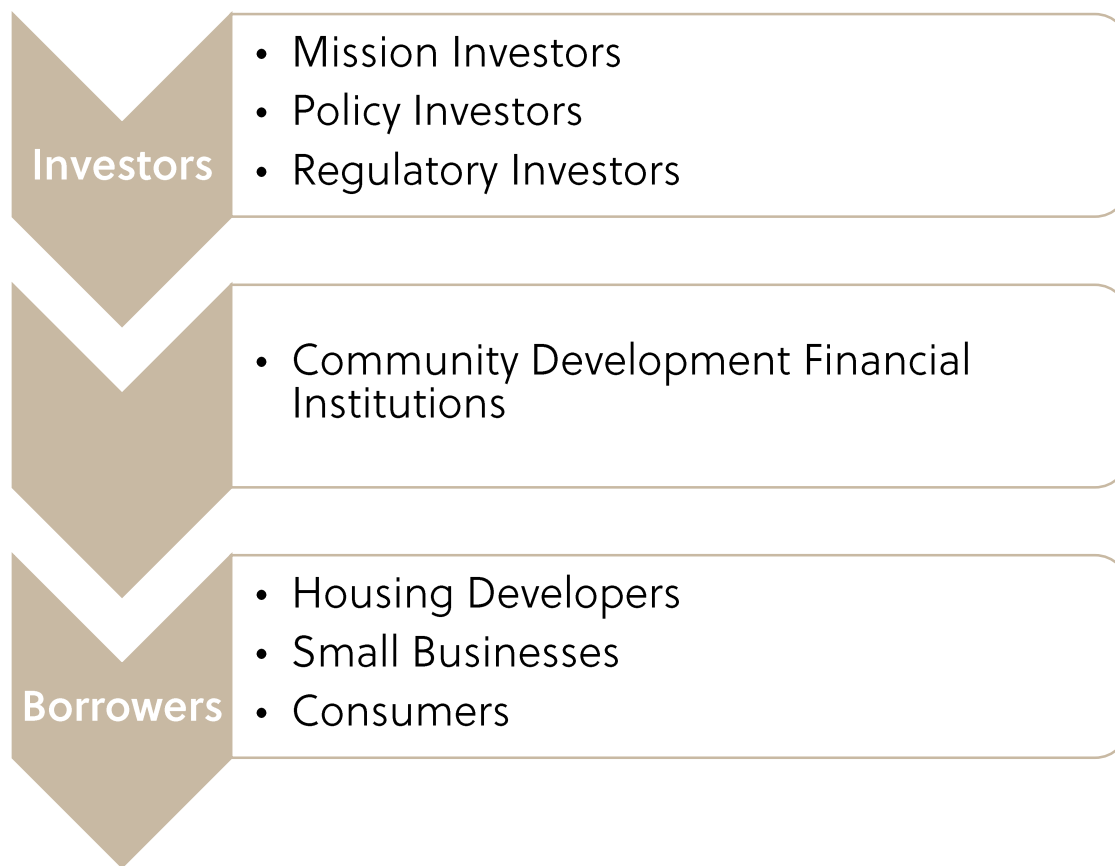 Investors
• Mission Investors
• Policy Investors
• Regulatory Investors
• Community Development Financial
Institutions
Borrowers
• Housing Developers
• Small Businesses
• Consumers